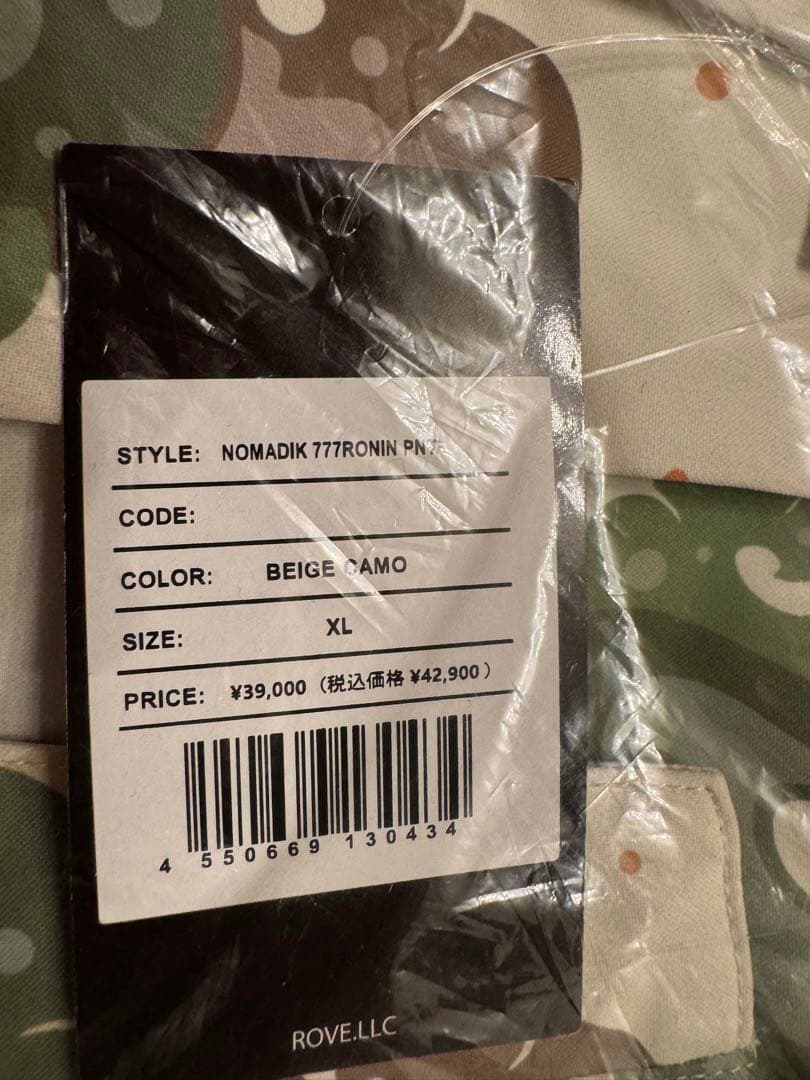 STYLE: NOMADIK 777RONIN PNT
CODE:
COLOR: BEIGE CAMO
SIZE: XL
PRICE: ¥39,000（税込価格 ¥42,900）
4 550669 130434
ROVE.LLC